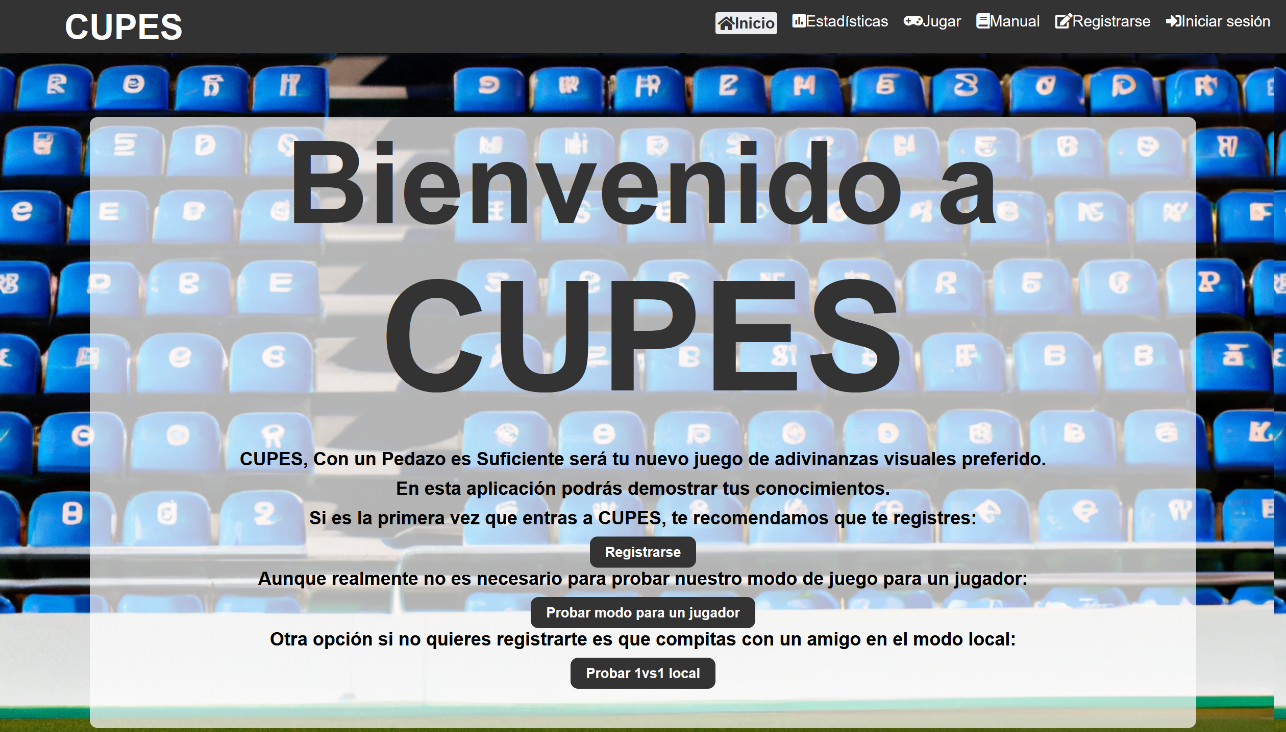 CUPES
Inicio
Estadísticas
Jugar
Manual
Registrarse
Iniciar sesión
Bienvenido a
CUPES
CUPES, Con un Pedazo es Suficiente será tu nuevo juego de adivinanzas visuales preferido.
En esta aplicación podrás demostrar tus conocimientos.
Si es la primera vez que entras a CUPES, te recomendamos que te registres:
Registrarse
Aunque realmente no es necesario para probar nuestro modo de juego para un jugador:
Probar modo para un jugador
Otra opción si no quieres registrarte es que compitas con un amigo en el modo local:
Probar 1vs1 local